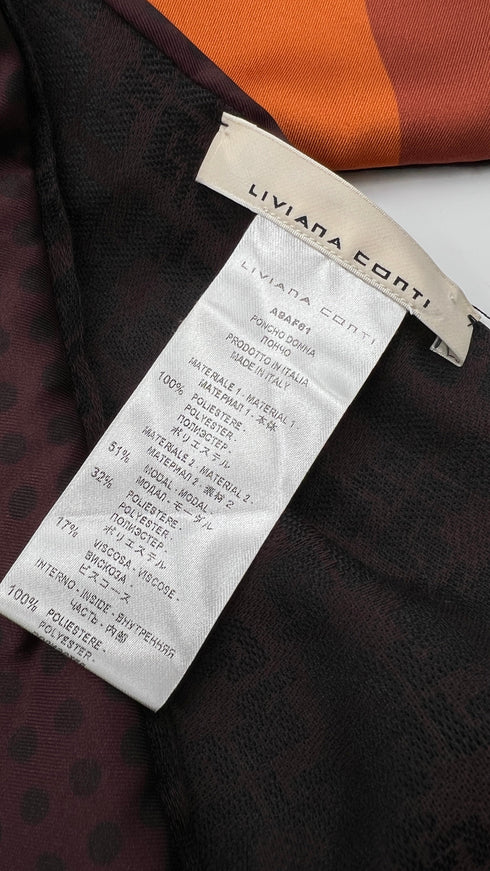 LIVIANA CONTI
LIVIANA CONTI
A9AF61
PONCHO DONNA
ПОНЧО
PRODOTTO IN ITALIA
MADE IN ITALY
MATERIALE 1 - MATERIAL 1 -
МАТЕРИАЛ 1 - 本体
100% POLIESTERE -
POLYESTER -
ПОЛИЭСТЕР -
ポリエステル
MATERIALE 2 - MATERIAL 2 -
МАТЕРИАЛ 2 - 素材 2
51% MODAL - MODAL -
МОДАЛ - モーダル
32% POLIESTERE -
POLYESTER -
ПОЛИЭСТЕР -
ポリエステル
17% VISCOSA - VISCOSE -
ВИСКОЗА -
ビスコース
INTERNO - INSIDE - ВНУТРЕННЯЯ
ЧАСТЬ - 内部
100% POLIESTERE -
POLYESTER -